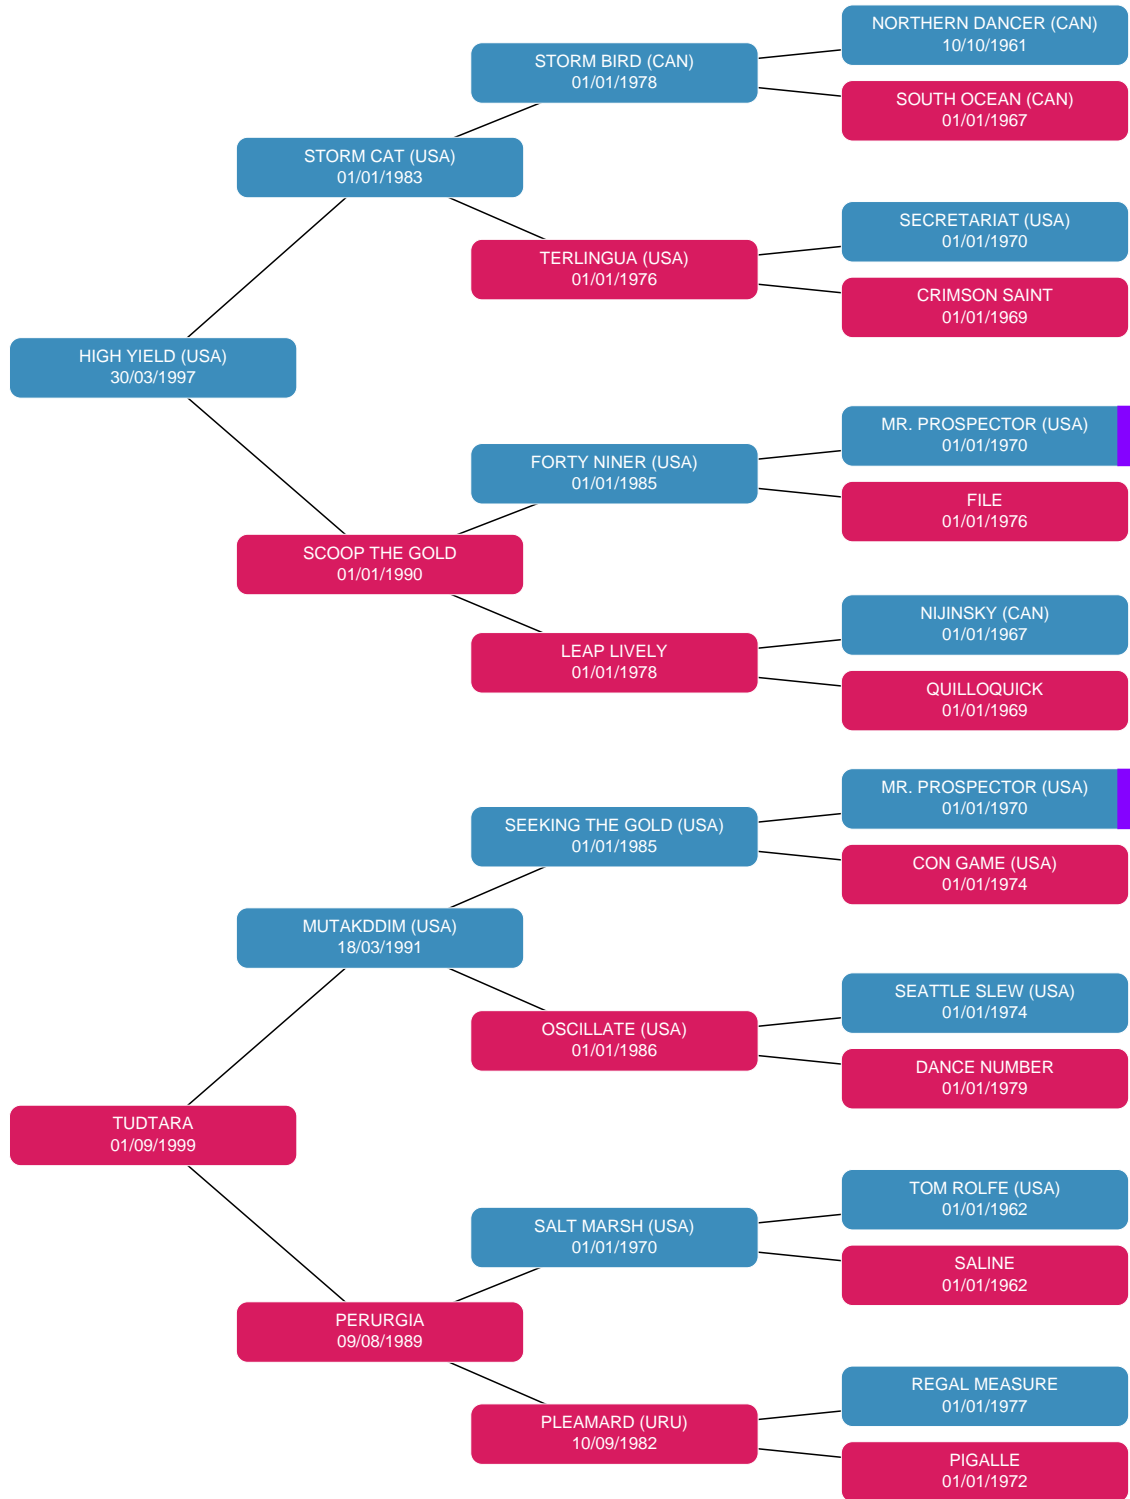 NORTHERN DANCER (CAN)
10/10/1961
STORM BIRD (CAN)
01/01/1978
SOUTH OCEAN (CAN)
01/01/1967
STORM CAT (USA)
01/01/1983
SECRETARIAT (USA)
01/01/1970
TERLINGUA (USA)
01/01/1976
CRIMSON SAINT
01/01/1969
HIGH YIELD (USA)
30/03/1997
MR. PROSPECTOR (USA)
01/01/1970
FORTY NINER (USA)
01/01/1985
FILE
01/01/1976
SCOOP THE GOLD
01/01/1990
NIJINSKY (CAN)
01/01/1967
LEAP LIVELY
01/01/1978
QUILLOQUICK
01/01/1969
MR. PROSPECTOR (USA)
01/01/1970
SEEKING THE GOLD (USA)
01/01/1985
CON GAME (USA)
01/01/1974
MUTAKDDIM (USA)
18/03/1991
SEATTLE SLEW (USA)
01/01/1974
OSCILLATE (USA)
01/01/1986
DANCE NUMBER
01/01/1979
TUDTARA
01/09/1999
TOM ROLFE (USA)
01/01/1962
SALT MARSH (USA)
01/01/1970
SALINE
01/01/1962
PERURGIA
09/08/1989
REGAL MEASURE
01/01/1977
PLEAMARD (URU)
10/09/1982
PIGALLE
01/01/1972